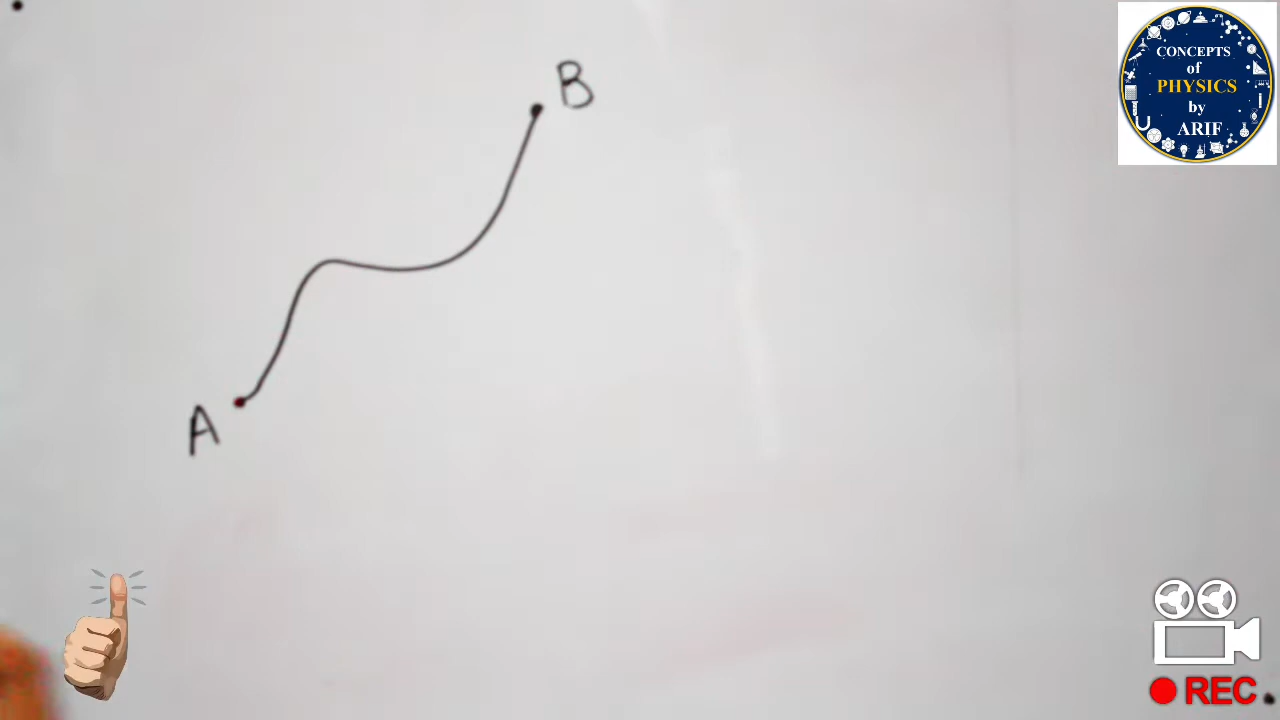 B
A
CONCEPTS
of
PHYSICS
by
ARIF
REC